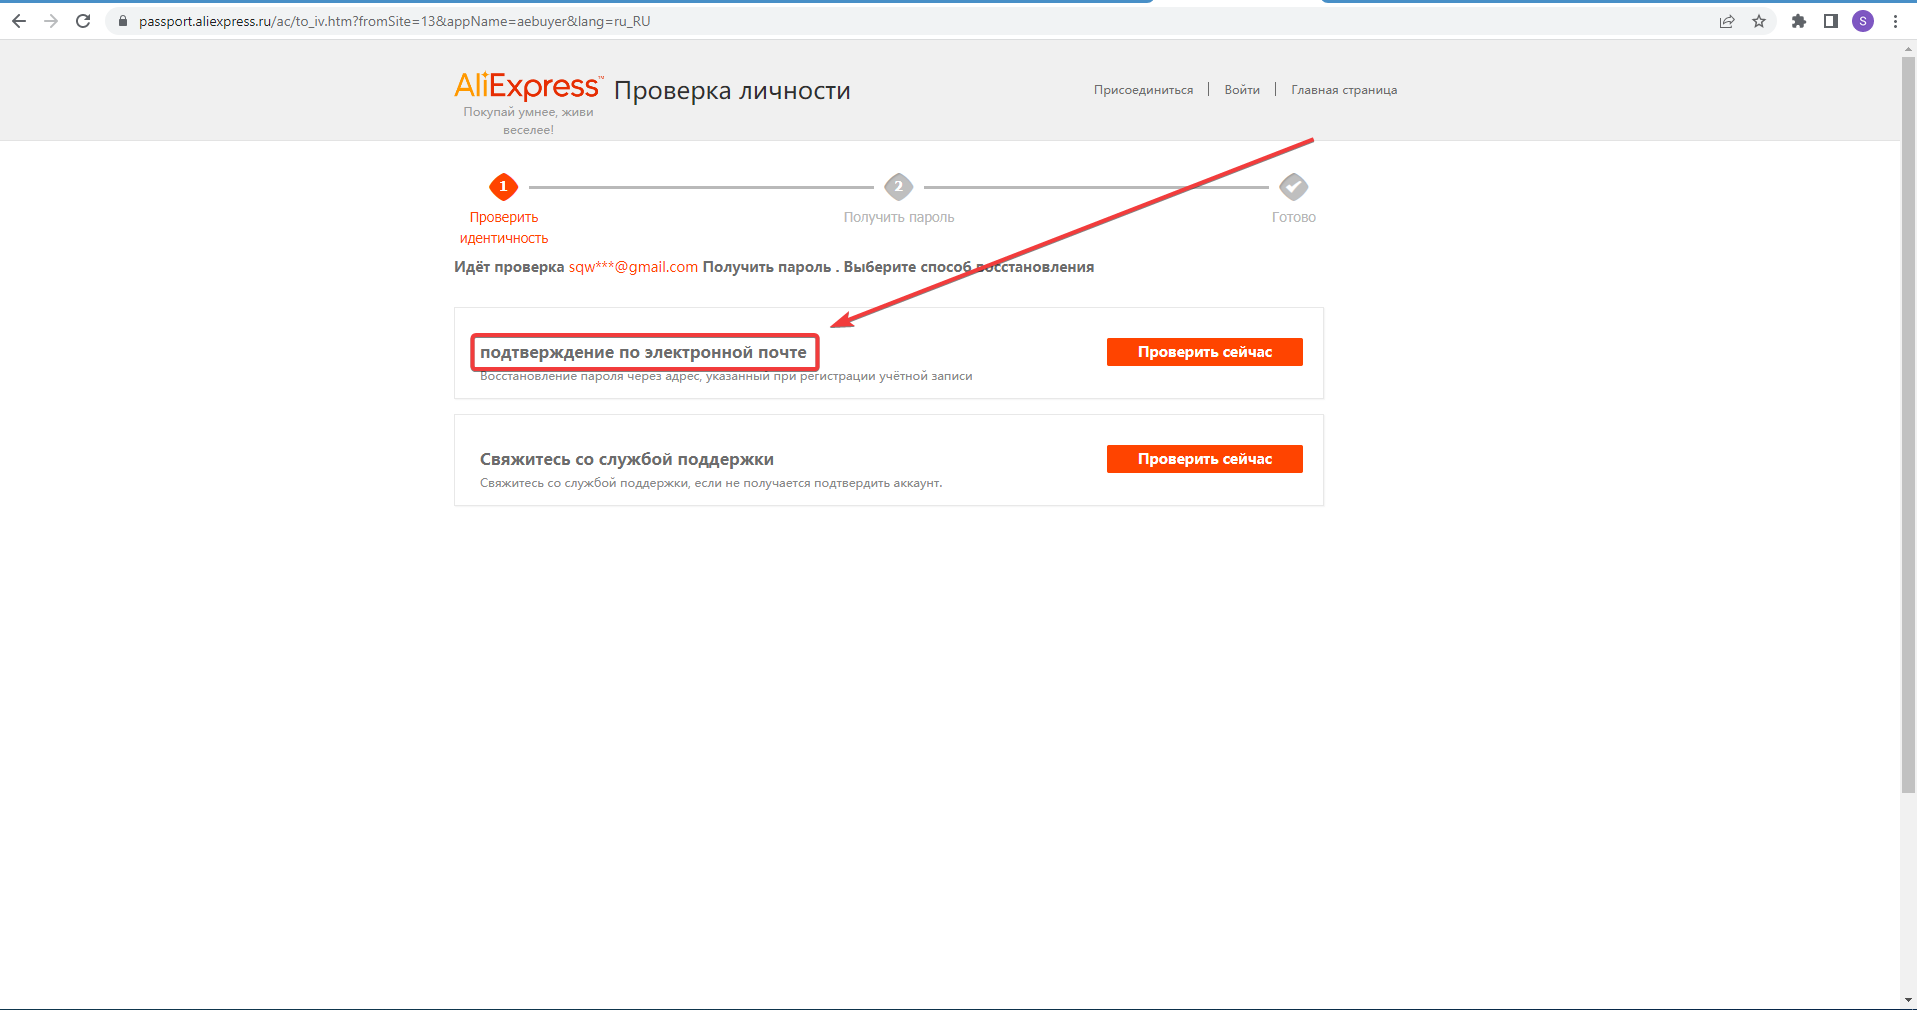 passport.aliexpress.ru/ac/to_iv.htm?fromSite=13&appName=aebuyer&lang=ru_RU
S
AliExpress™ Проверка личности
Присоединиться | Войти | Главная страница
Покупай умнее, живи
веселее!
1
2
Проверить
идентичность
Получить пароль
Готово
Идёт проверка sqw***@gmail.com Получить пароль . Выберите способ восстановления
подтверждение по электронной почте
Проверить сейчас
Восстановление пароля через адрес, указанный при регистрации учётной записи
Свяжитесь со службой поддержки
Проверить сейчас
Свяжитесь со службой поддержки, если не получается подтвердить аккаунт.